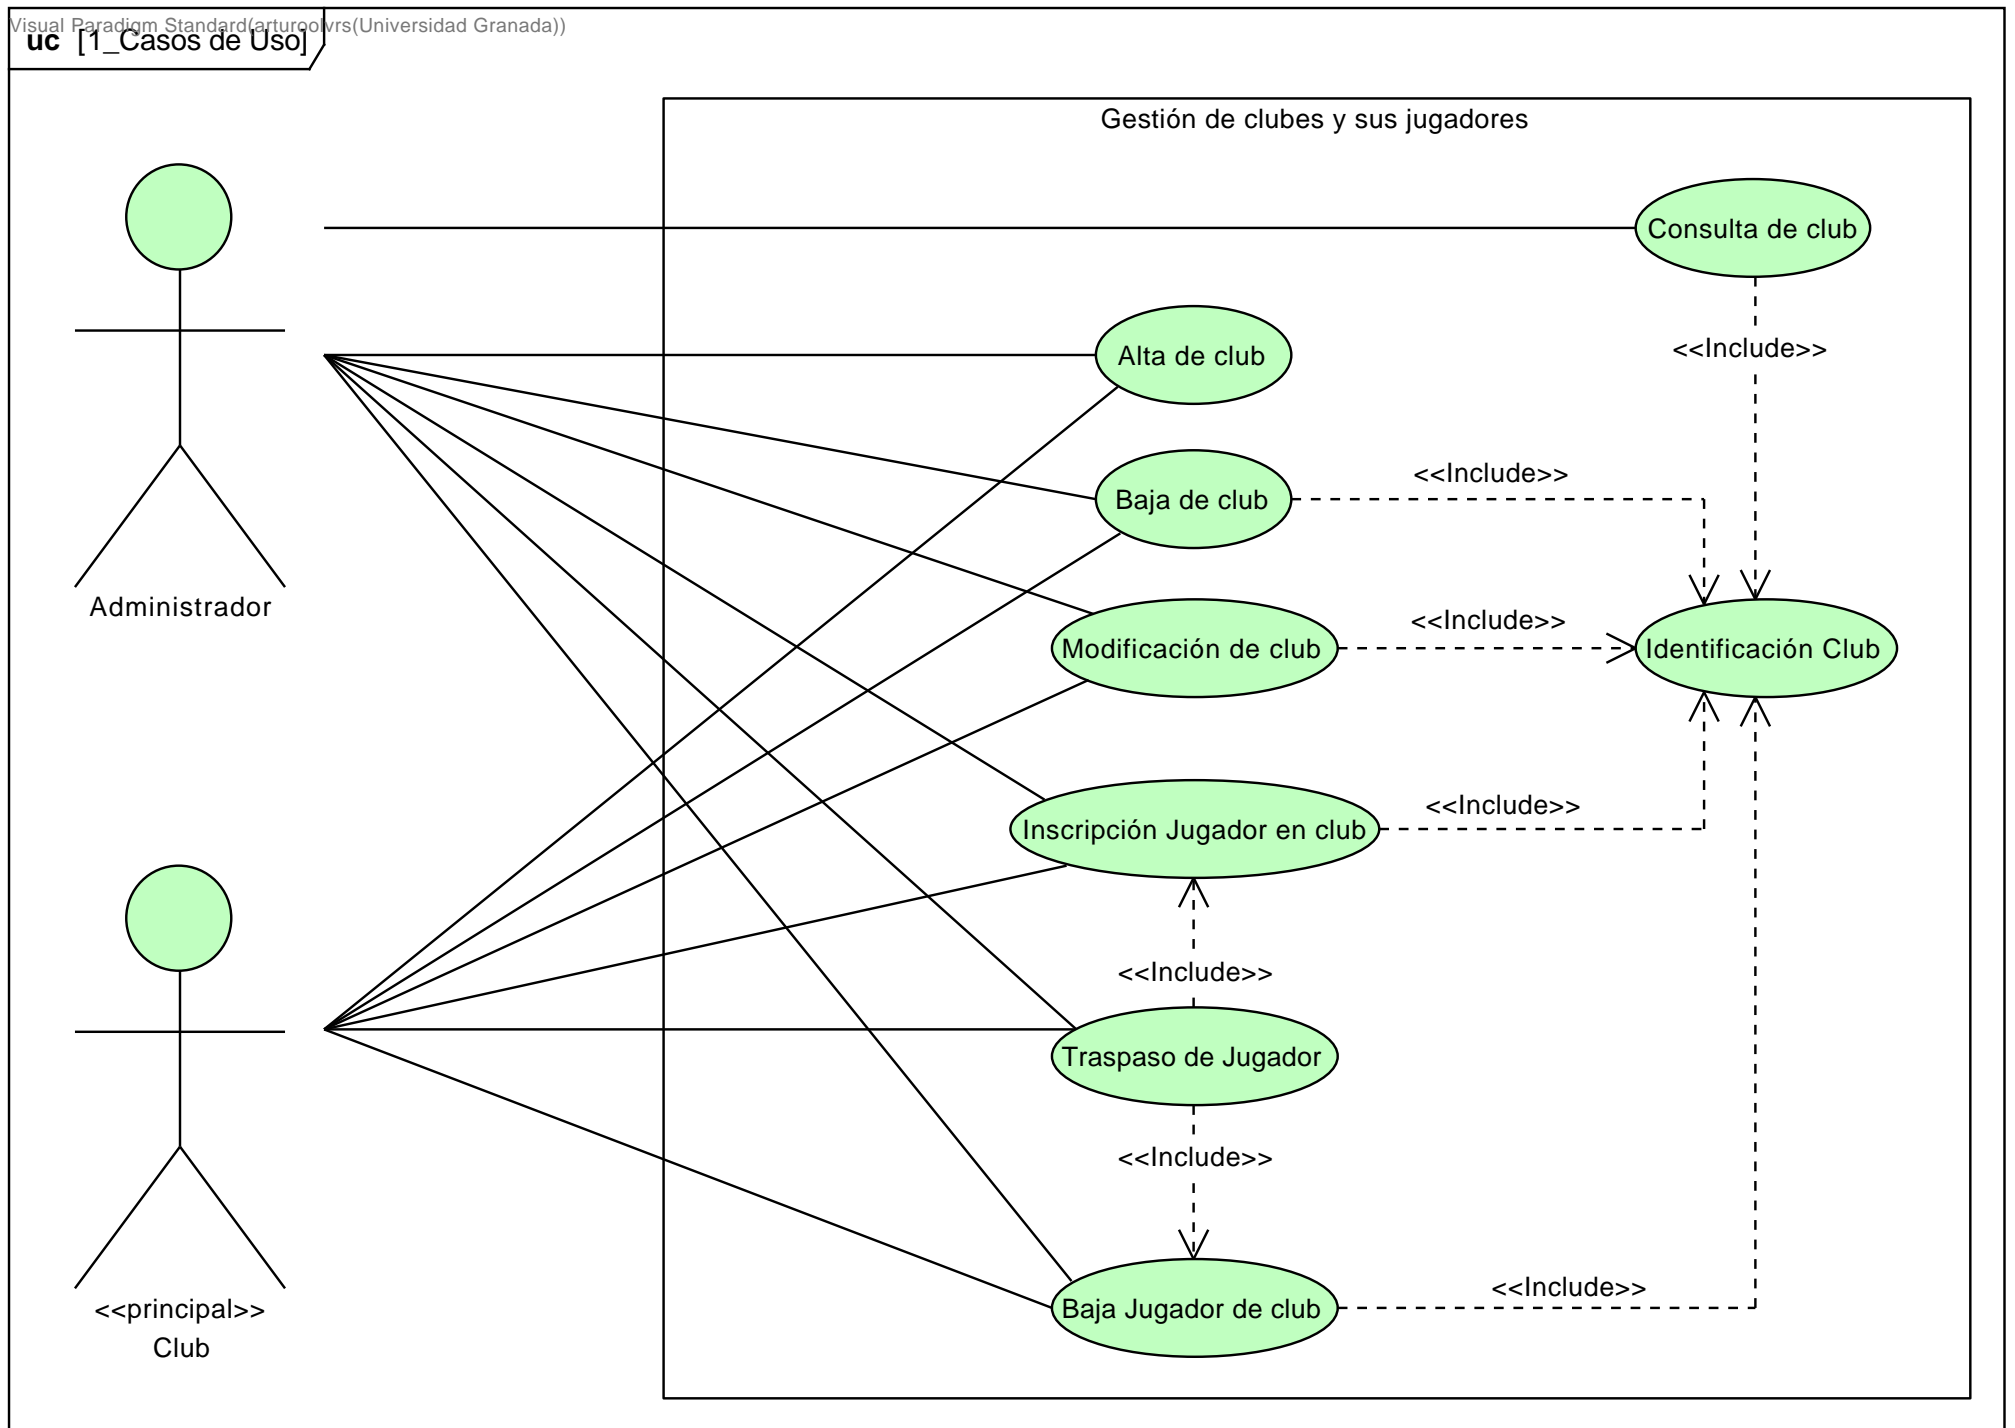 Visual Paradigm Standard(arturoolvrs(Universidad Granada))
uc [1_Casos de Uso]
Gestión de clubes y sus jugadores
Consulta de club
<<Include>>
Alta de club
Baja de club
<<Include>>
Administrador
Modificación de club
<<Include>>
Identificación Club
Inscripción Jugador en club
<<Include>>
<<Include>>
Traspaso de Jugador
<<Include>>
Baja Jugador de club
<<Include>>
<<principal>>
Club